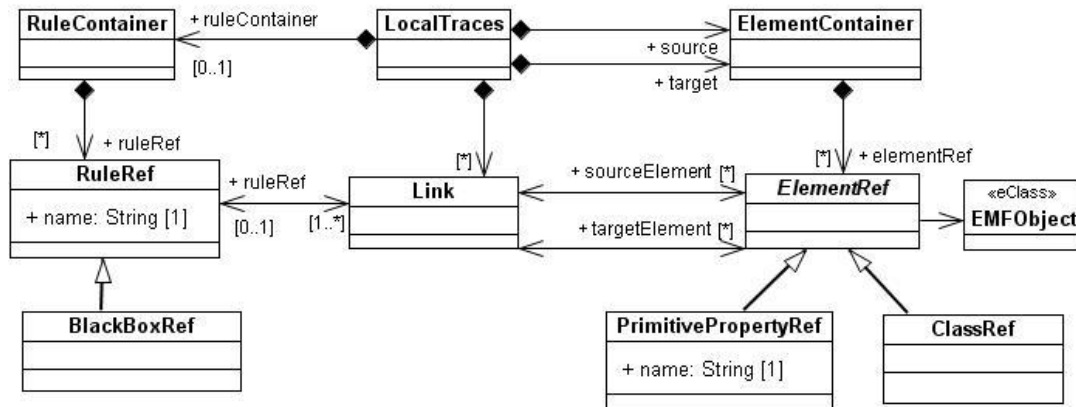 RuleContainer
+ ruleContainer
[0..1]
LocalTraces
+ source
+ target
ElementContainer
[*]
+ ruleRef
[*]
[*]
+ elementRef
RuleRef
+ name: String [1]
+ ruleRef
[0..1]
[1..*]
Link
+ sourceElement [*]
+ targetElement [*]
ElementRef
«eClass»
EMFObject
BlackBoxRef
PrimitivePropertyRef
+ name: String [1]
ClassRef